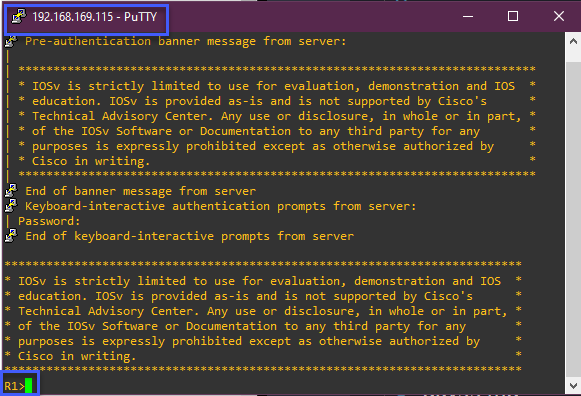 192.168.169.115 - PuTTY
Pre-authentication banner message from server:
|
| **************************************************************************
| * IOSv is strictly limited to use for evaluation, demonstration and IOS  *
| * education. IOSv is provided as-is and is not supported by Cisco's      *
| * Technical Advisory Center. Any use or disclosure, in whole or in part, *
| * of the IOSv Software or Documentation to any third party for any       *
| * purposes is expressly prohibited except as otherwise authorized by     *
| * Cisco in writing.                                                      *
| **************************************************************************
End of banner message from server
Keyboard-interactive authentication prompts from server:
| Password:
End of keyboard-interactive prompts from server
**************************************************************************
* IOSv is strictly limited to use for evaluation, demonstration and IOS  *
* education. IOSv is provided as-is and is not supported by Cisco's      *
* Technical Advisory Center. Any use or disclosure, in whole or in part, *
* of the IOSv Software or Documentation to any third party for any       *
* purposes is expressly prohibited except as otherwise authorized by     *
* Cisco in writing.                                                      *
**************************************************************************
R1>